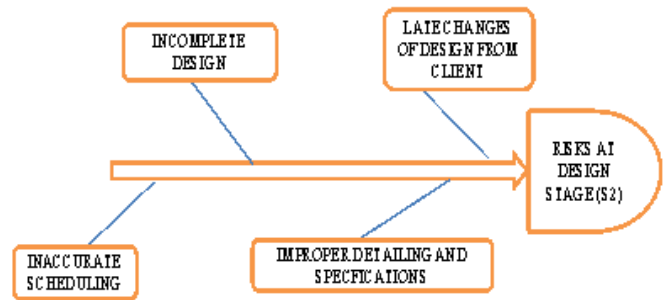 INCOMPLETE
DESIGN
LATE CHANGES
OF DESIGN FROM
CLIENT
RISKS AT
DESIGN
STAGE(S2)
INACCURATE
SCHEDULING
IMPROPER DETAILING AND
SPECFICATIONS